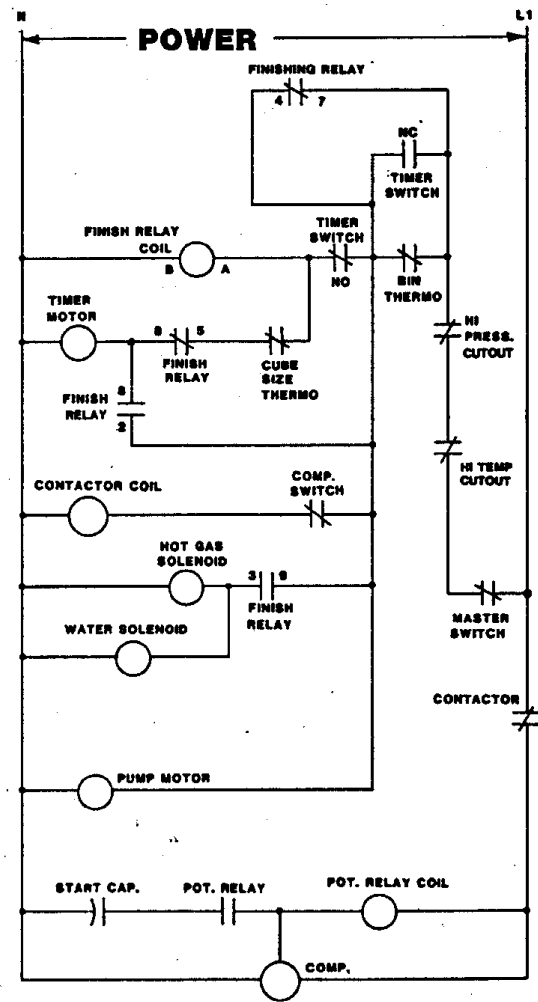 N
L1
POWER
FINISHING RELAY
4
7
NC
TIMER
SWITCH
FINISH RELAY
COIL
B
A
TIMER
SWITCH
NO
BIN
THERMO
TIMER
MOTOR
8
5
FINISH
RELAY
CUBE
SIZE
THERMO
HI
PRESS.
CUTOUT
FINISH
RELAY
8
2
HI TEMP
CUTOUT
CONTACTOR COIL
COMP.
SWITCH
HOT GAS
SOLENOID
3
9
FINISH
RELAY
WATER SOLENOID
MASTER
SWITCH
CONTACTOR
PUMP MOTOR
START CAP.
POT. RELAY
POT. RELAY COIL
COMP.